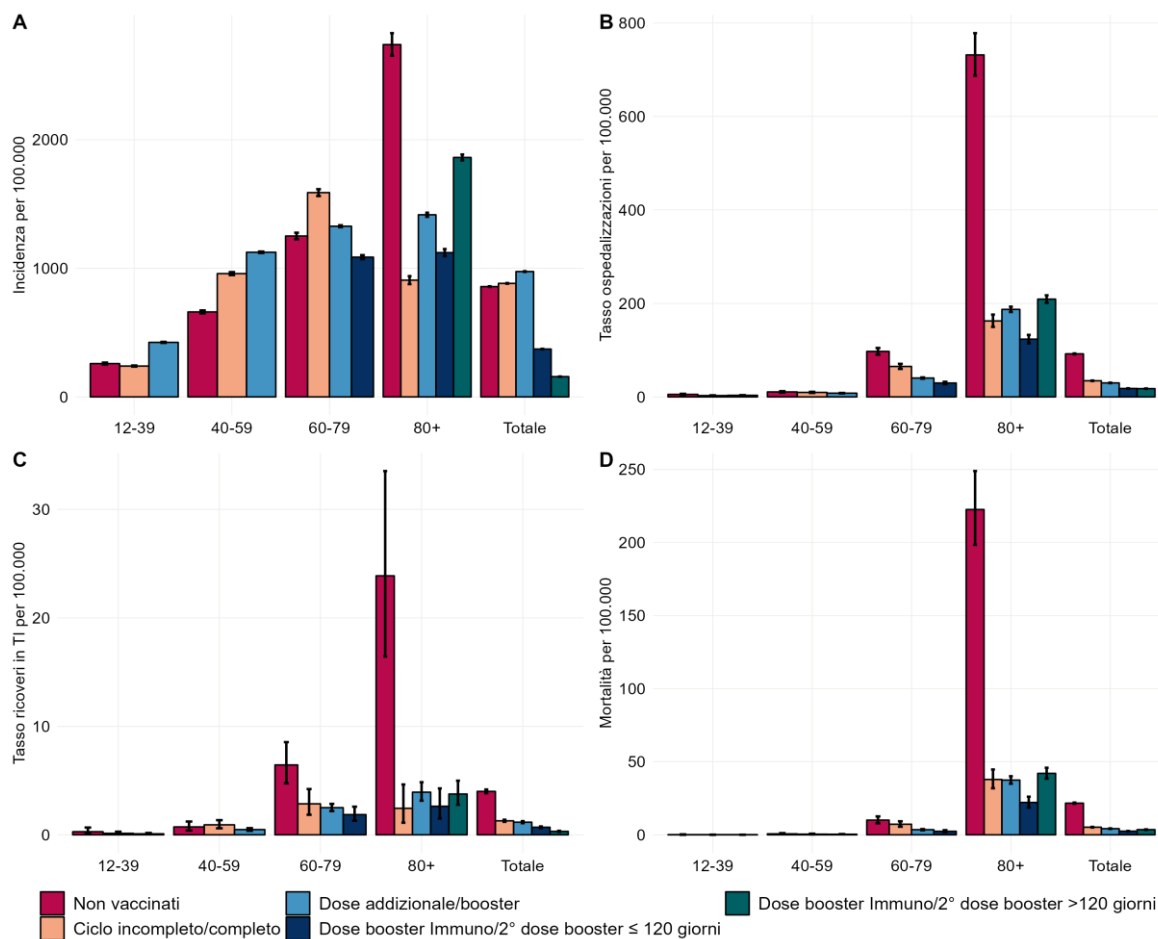 A
Incidenza per 100.000
2000
1000
0
12-39 40-59 60-79 80+ Totale
B
Tasso ospedalizzazioni per 100.000
800
600
400
200
0
12-39 40-59 60-79 80+ Totale
C
Tasso ricoveri in TI per 100.000
30
20
10
0
12-39 40-59 60-79 80+ Totale
D
Mortalità per 100.000
250
200
150
100
50
0
12-39 40-59 60-79 80+ Totale
Non vaccinati
Ciclo incompleto/completo
Dose addizionale/booster
Dose booster Immuno/2° dose booster ≤ 120 giorni
Dose booster Immuno/2° dose booster >120 giorni